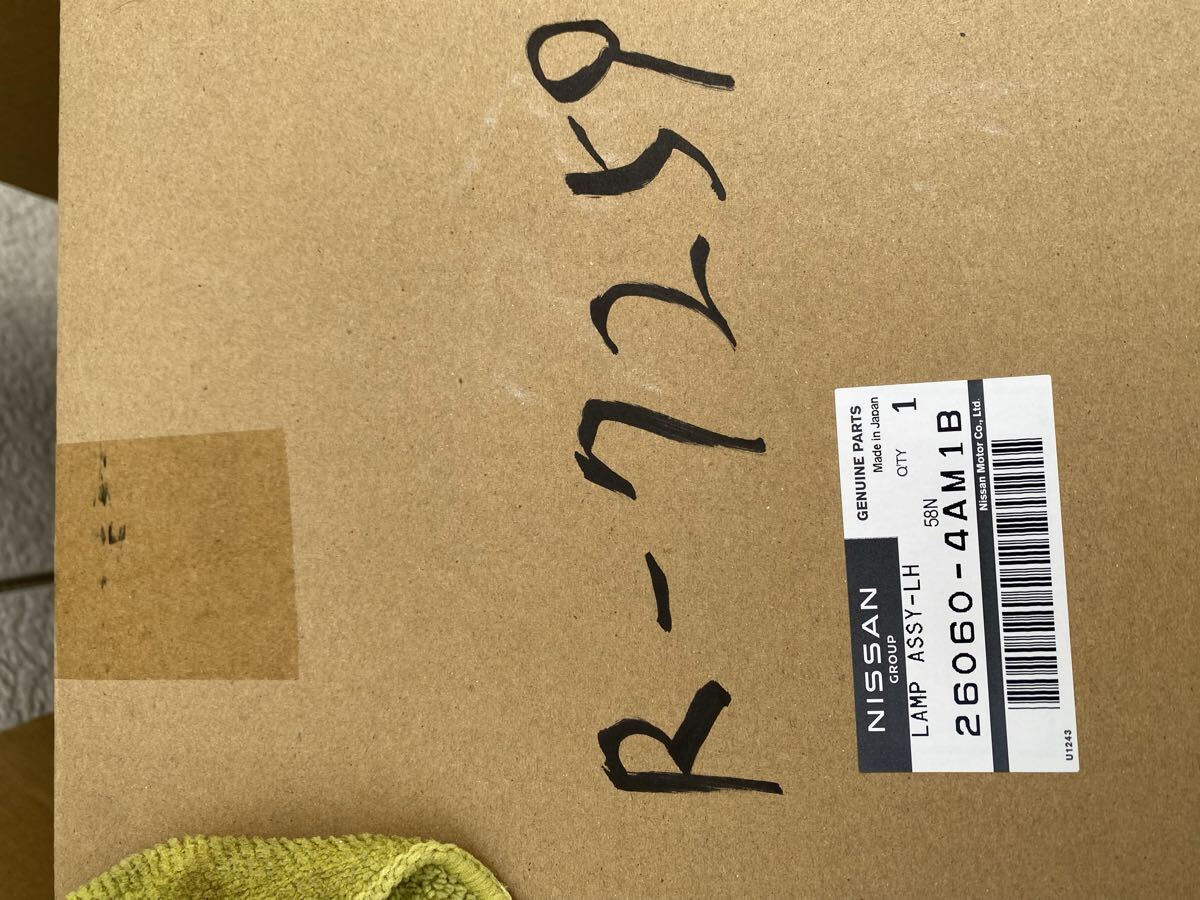 R-7259
NISSAN
GROUP
GENUINE PARTS
Made in Japan
LAMP ASSY-LH
58N
Q'TY
1
26060-4AM1B
Nissan Motor Co., Ltd.
U1243